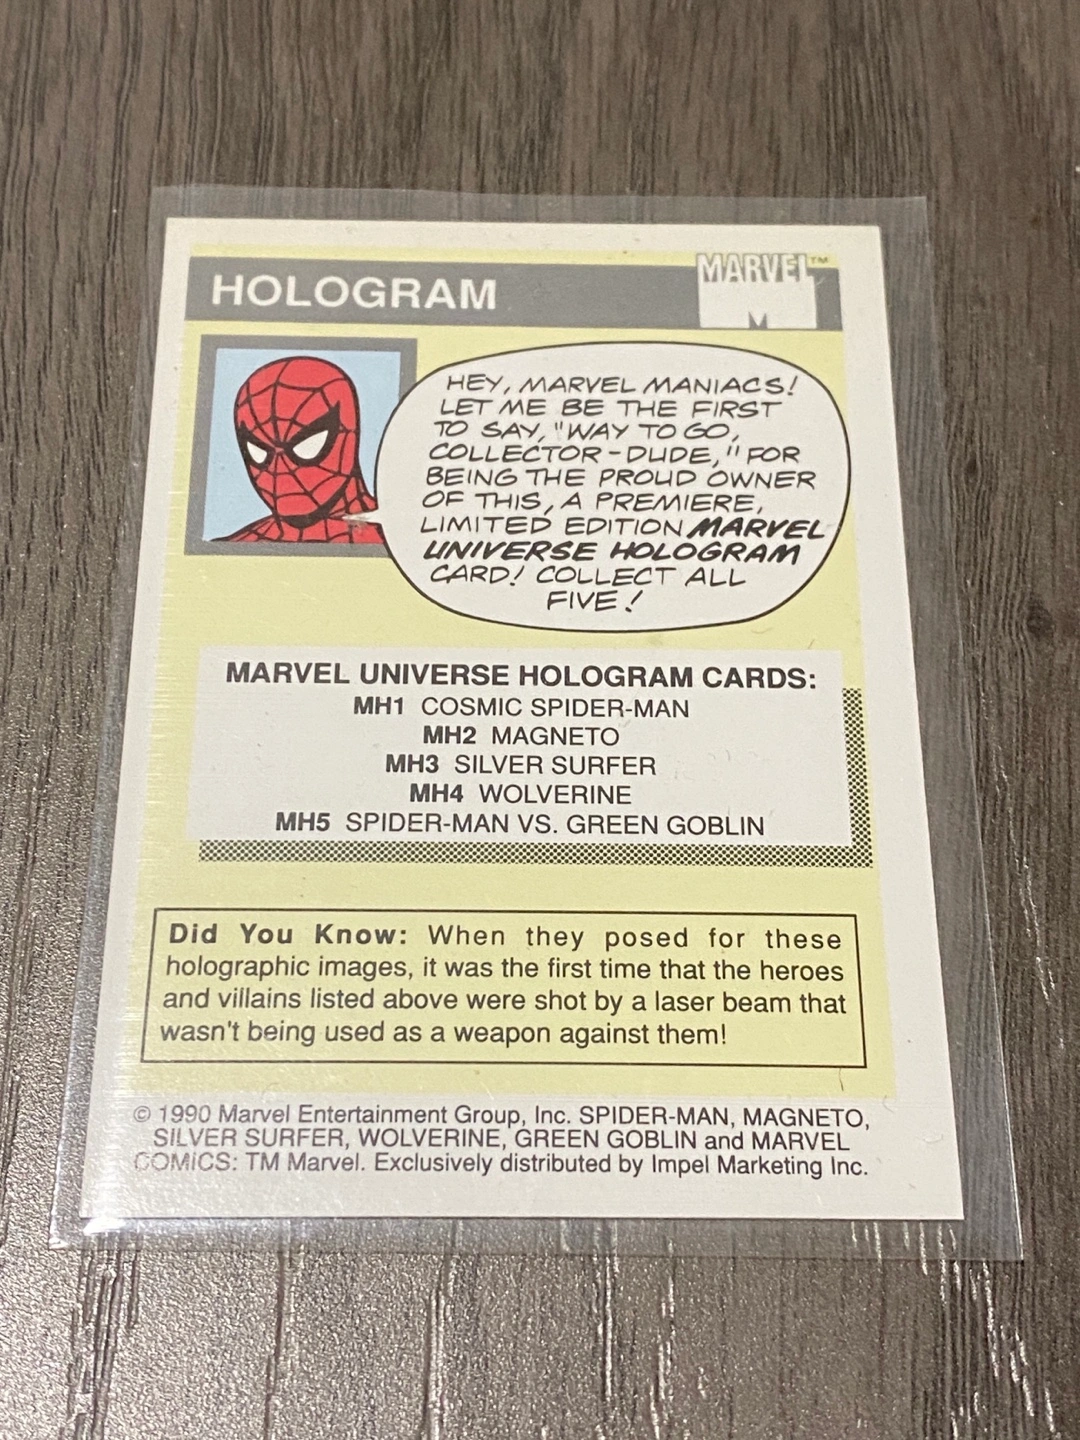 HOLOGRAM
MARVEL™
M
HEY, MARVEL MANIACS!
LET ME BE THE FIRST
TO SAY, "WAY TO GO,
COLLECTOR-DUDE," FOR
BEING THE PROUD OWNER
OF THIS, A PREMIERE,
LIMITED EDITION MARVEL
UNIVERSE HOLOGRAM
CARD! COLLECT ALL
FIVE!
MARVEL UNIVERSE HOLOGRAM CARDS:
MH1 COSMIC SPIDER-MAN
MH2 MAGNETO
MH3 SILVER SURFER
MH4 WOLVERINE
MH5 SPIDER-MAN VS. GREEN GOBLIN
Did You Know: When they posed for these
holographic images, it was the first time that the heroes
and villains listed above were shot by a laser beam that
wasn't being used as a weapon against them!
© 1990 Marvel Entertainment Group, Inc. SPIDER-MAN, MAGNETO,
SILVER SURFER, WOLVERINE, GREEN GOBLIN and MARVEL
COMICS: TM Marvel. Exclusively distributed by Impel Marketing Inc.